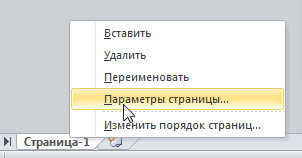 Вставить
Удалить
Переименовать
Параметры страницы...
Изменить порядок страниц...
Страница-1